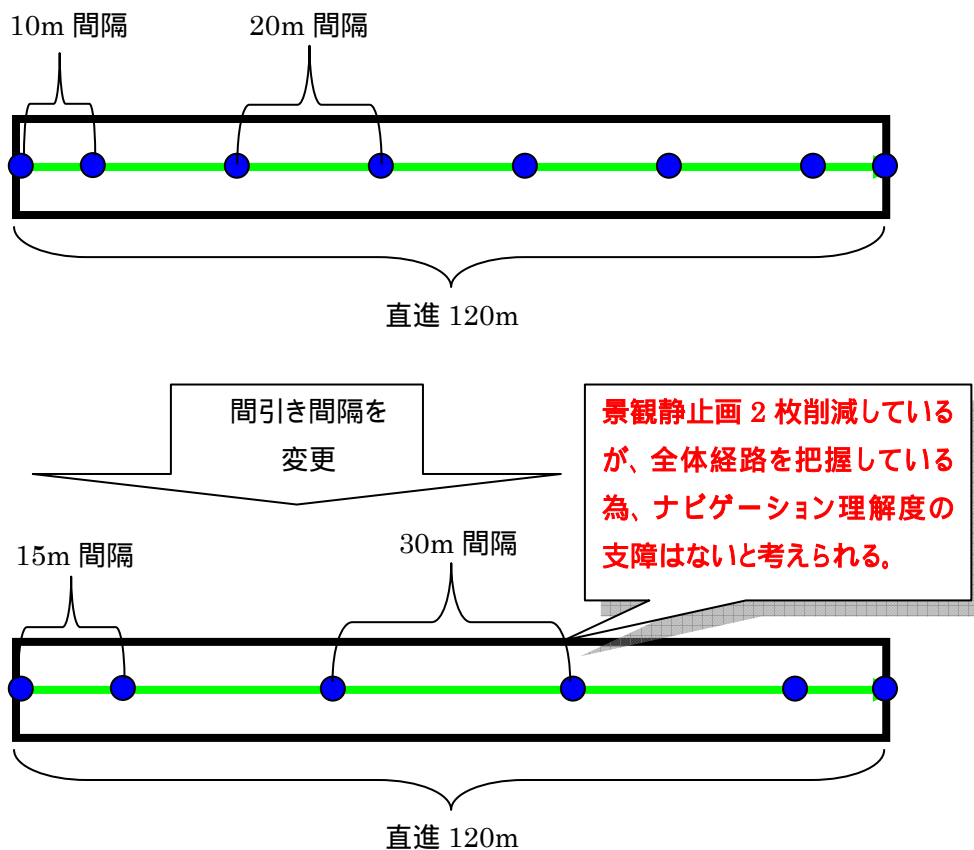 10m 間隔
20m 間隔
直進 120m
間引き間隔を
変更
景観静止画 2 枚削減している
が、全体経路を把握している
為、ナビゲーション理解度の
支障はないと考えられる。
15m 間隔
30m 間隔
直進 120m